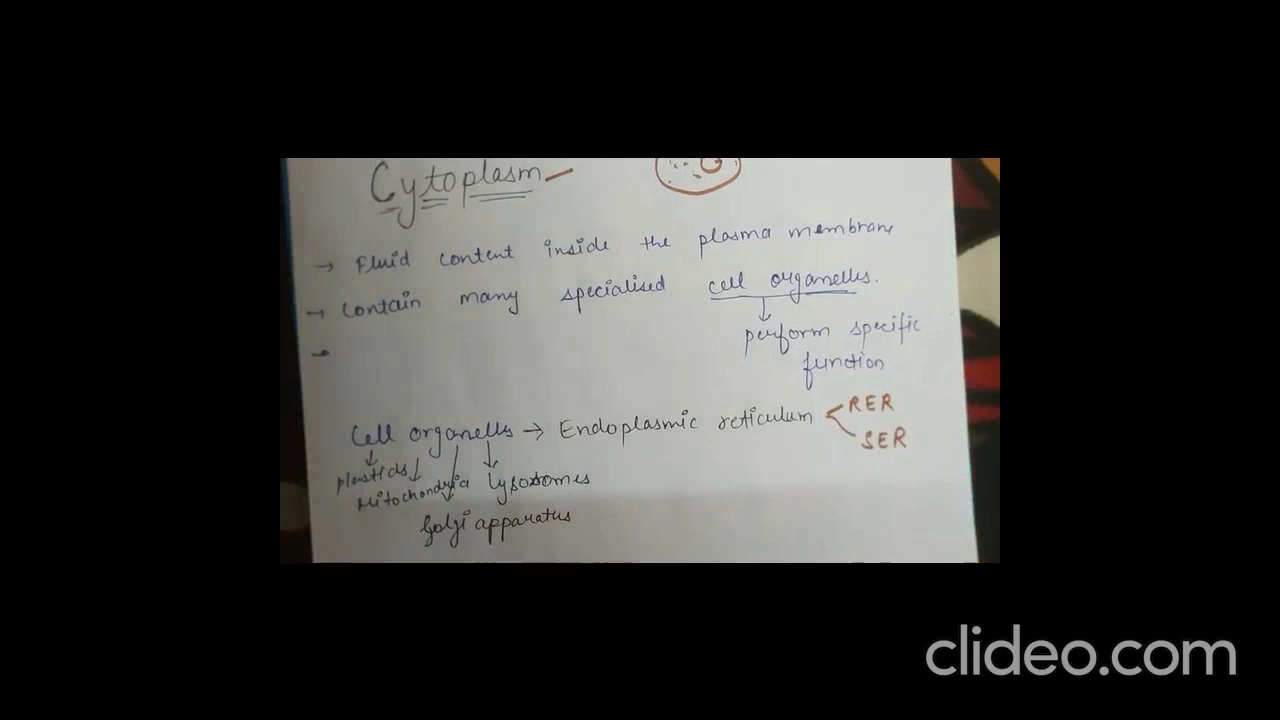 Cytoplasm
→ Fluid content inside the plasma membrane
→ Contain many specialised cell organelles.
perform specific
function
Cell organells → Endoplasmic reticulum
RER
SER
plastids
Mitochondria
Lysosomes
Golgi apparatus
clideo.com